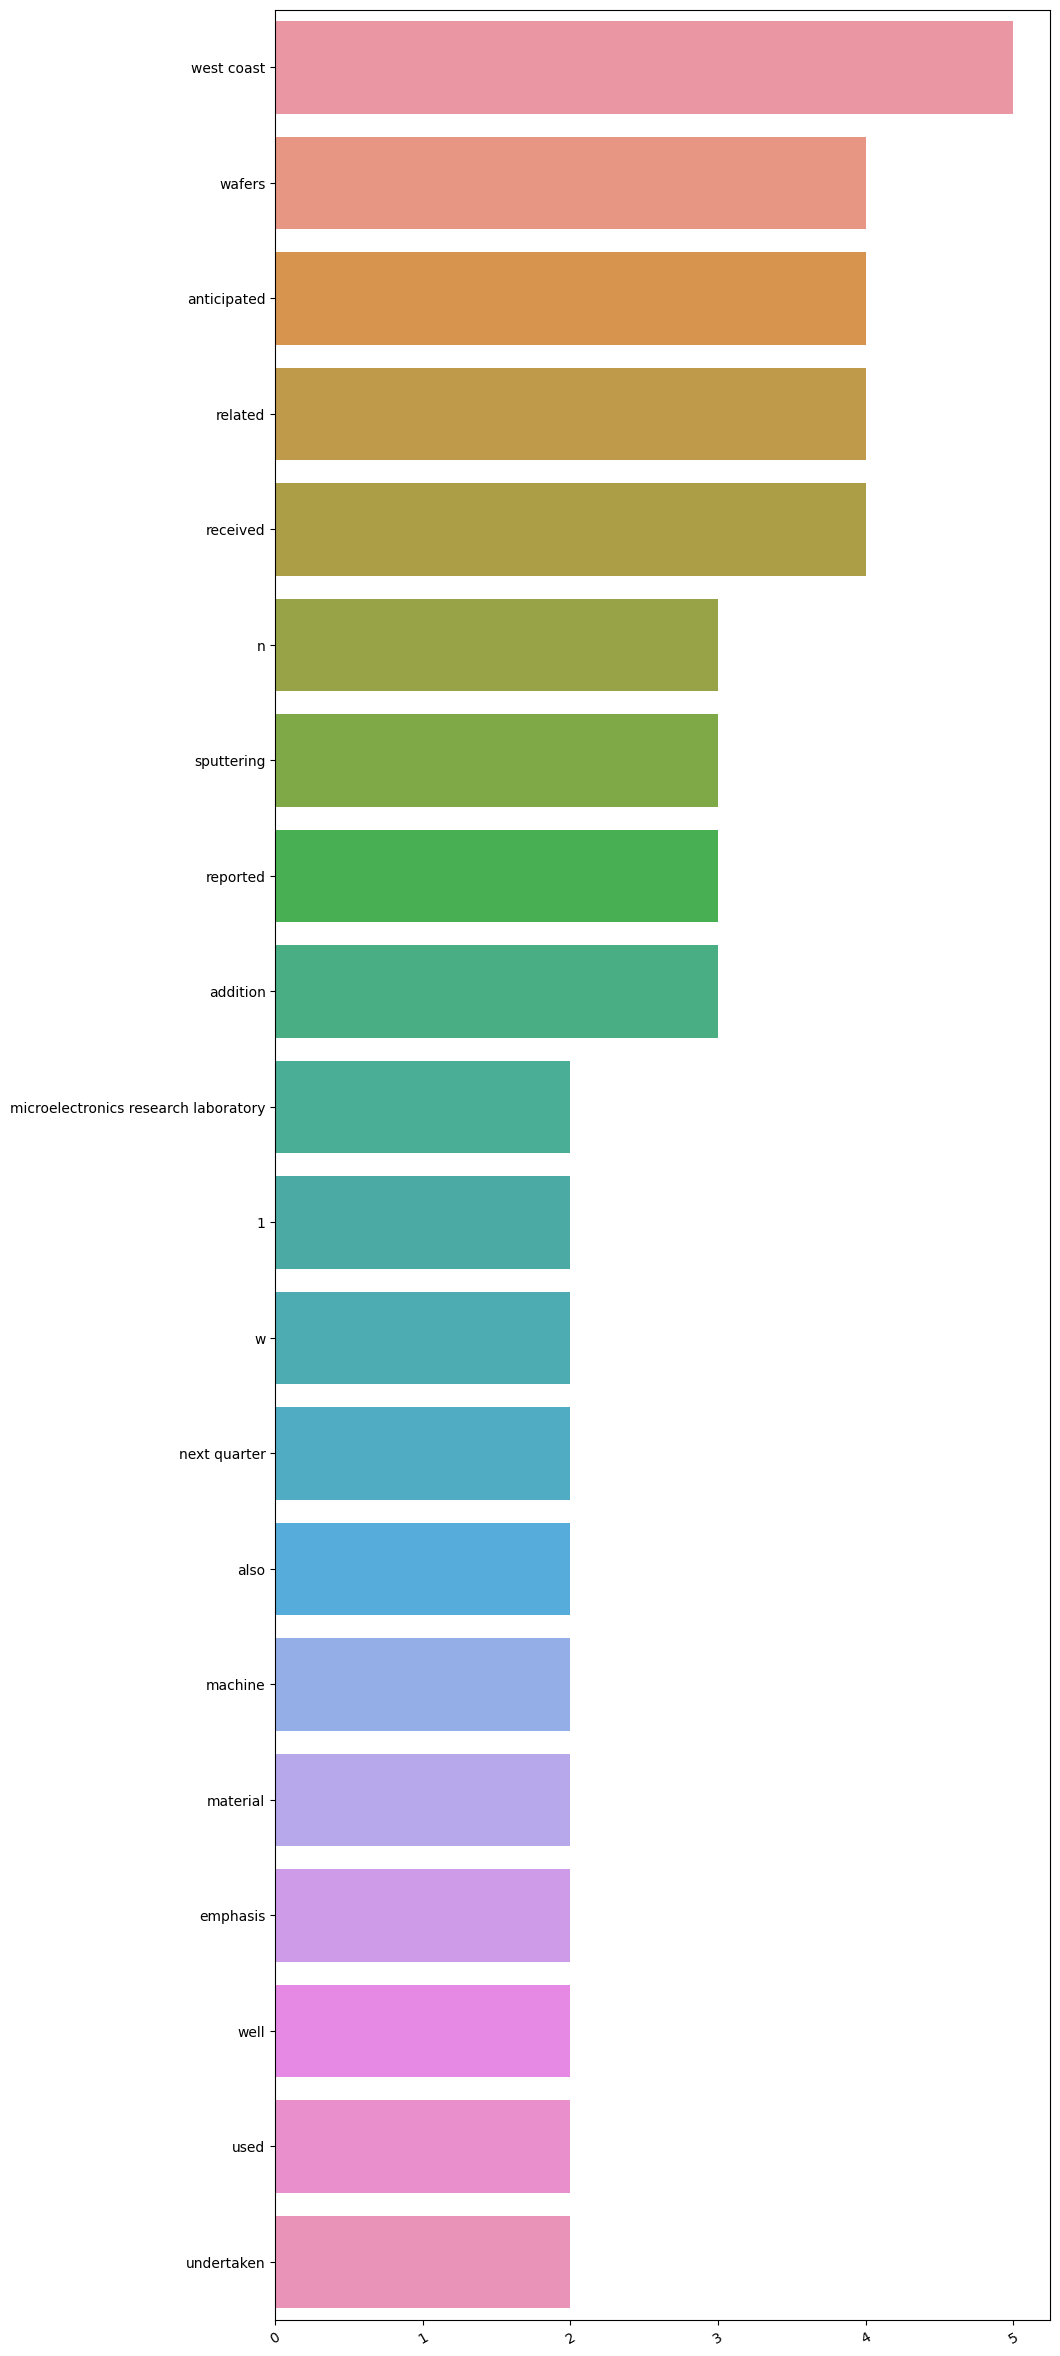 west coast
wafers
anticipated
related
received
n
sputtering
reported
addition
microelectronics research laboratory
1
w
next quarter
also
machine
material
emphasis
well
used
undertaken
0 1 2 3 4 5